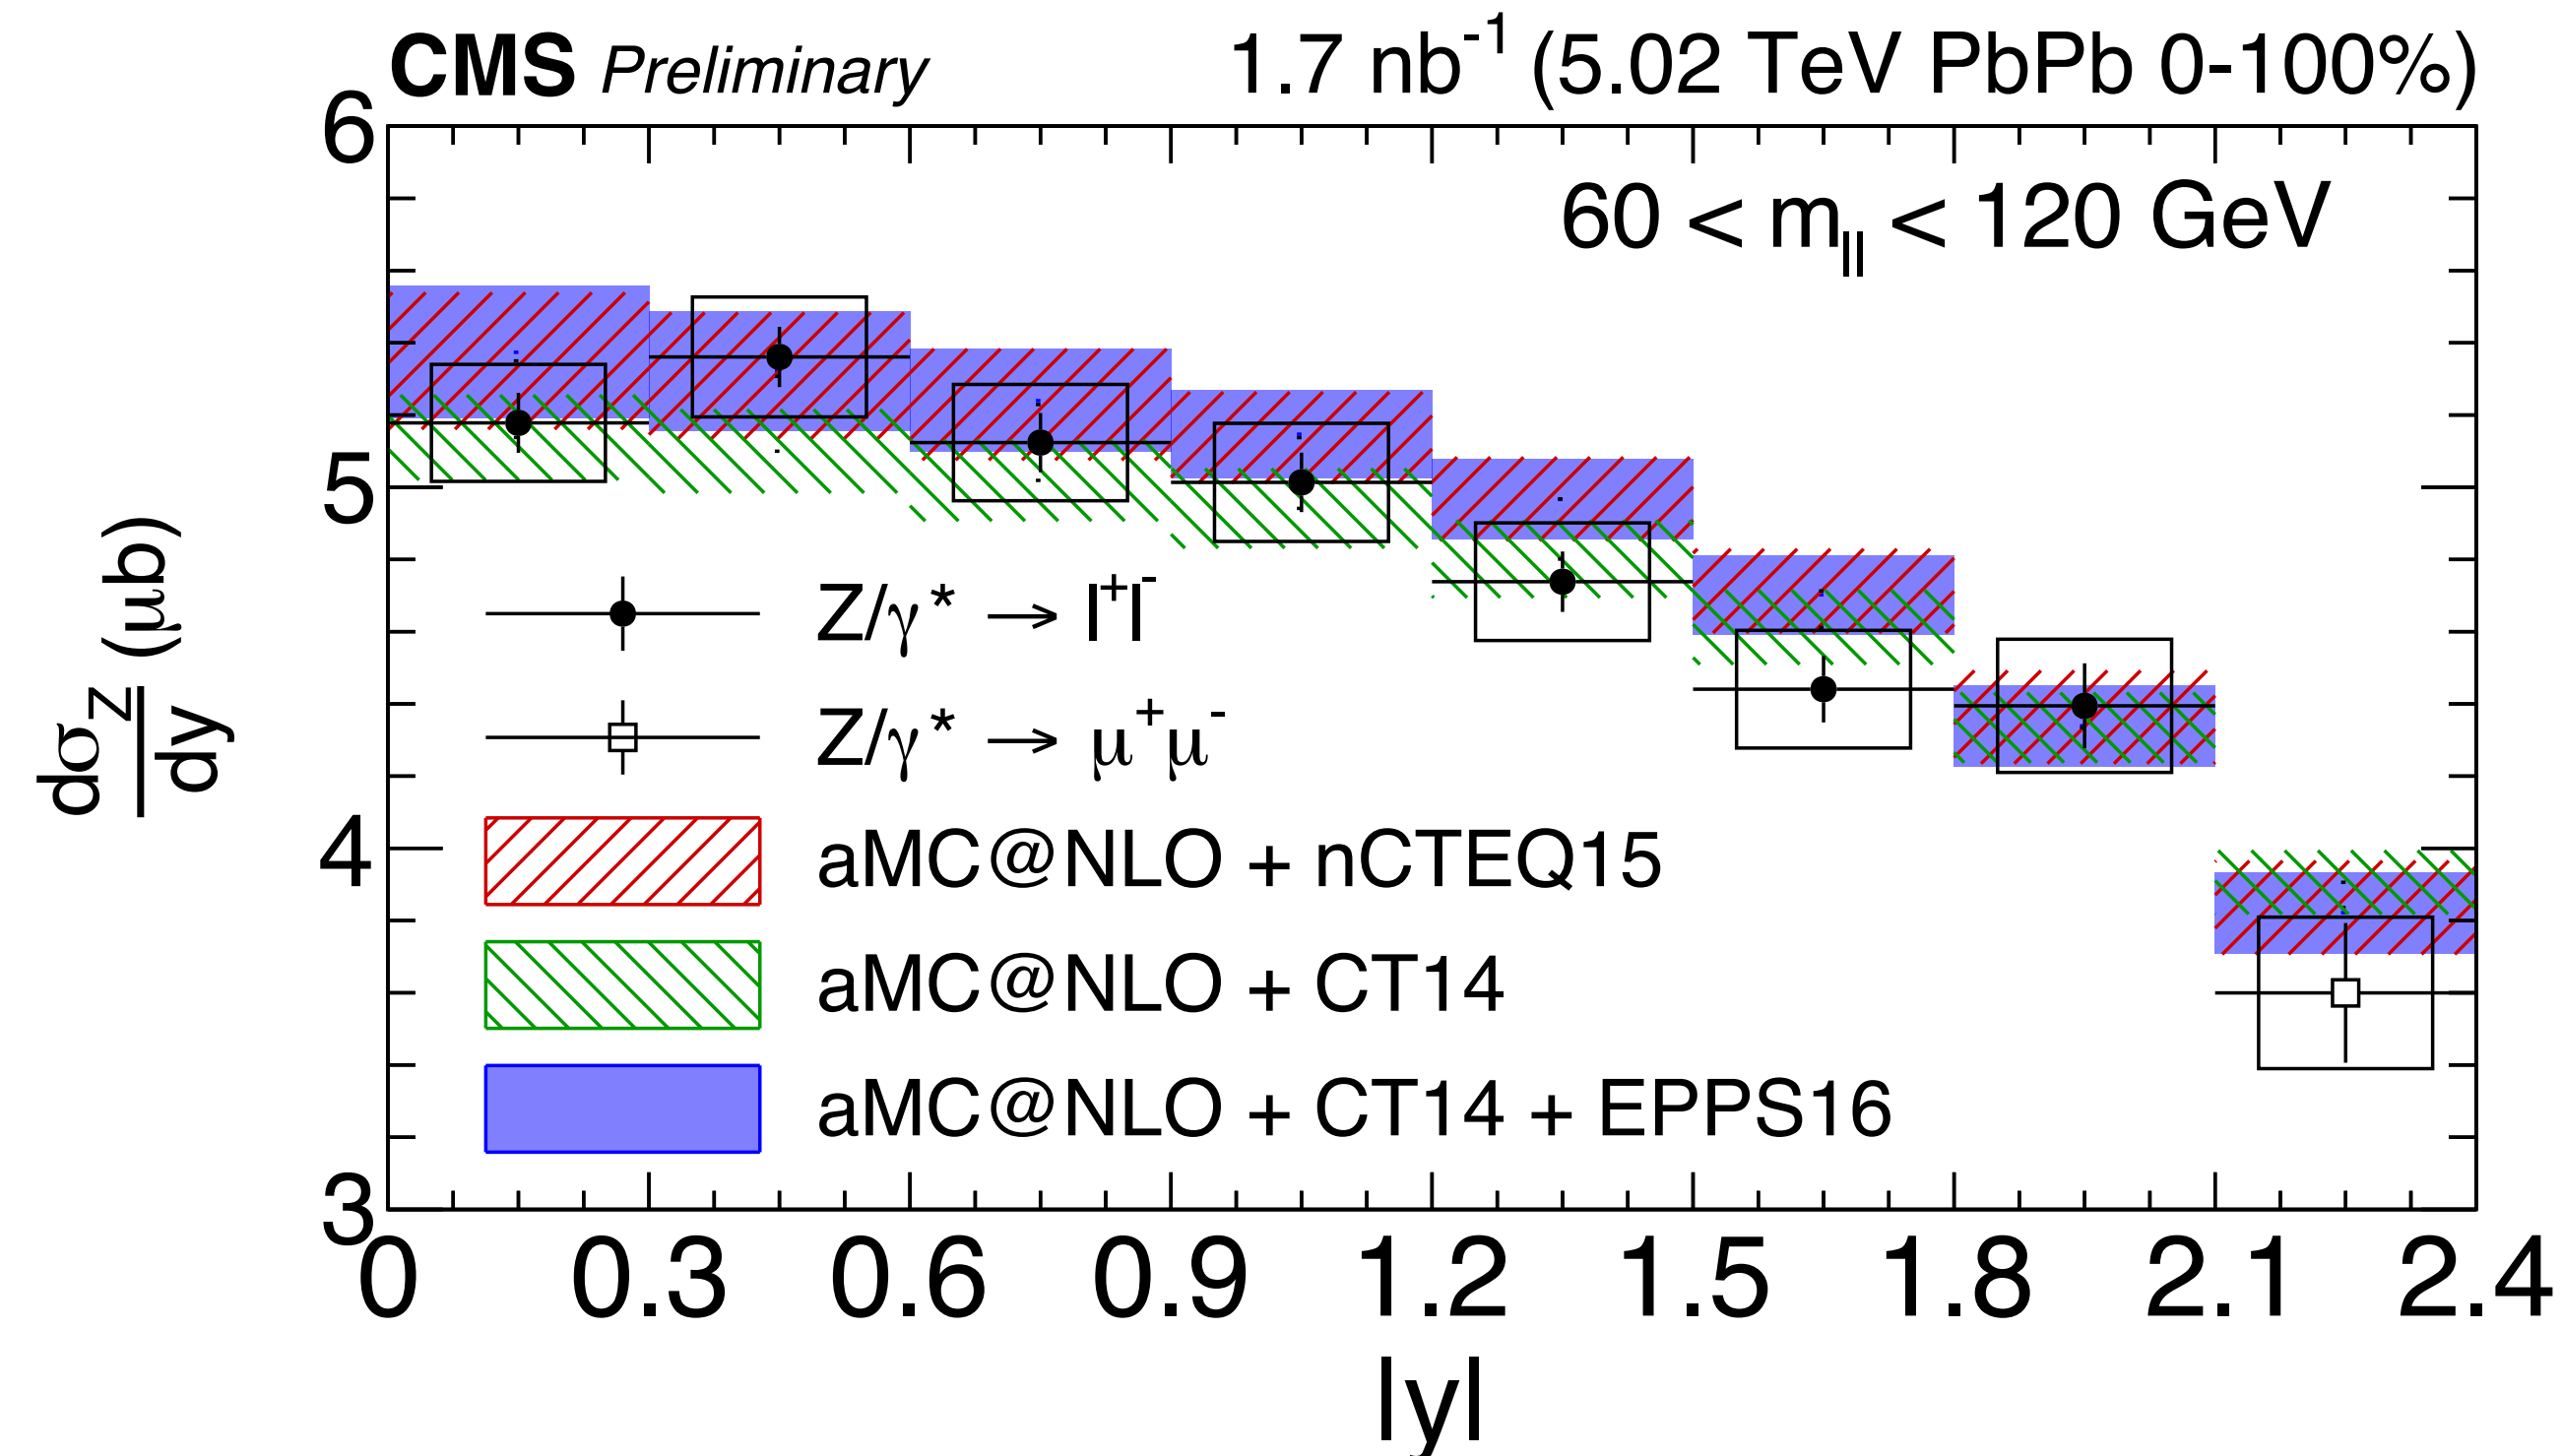 CMS Preliminary 1.7 nb⁻¹ (5.02 TeV PbPb 0-100%)
60 < m_ll < 120 GeV
dσ_Z/dy (μb)
6
5
4
3
Z/γ* → l⁺l⁻
Z/γ* → μ⁺μ⁻
aMC@NLO + nCTEQ15
aMC@NLO + CT14
aMC@NLO + CT14 + EPPS16
0 0.3 0.6 0.9 1.2 1.5 1.8 2.1 2.4
|y|